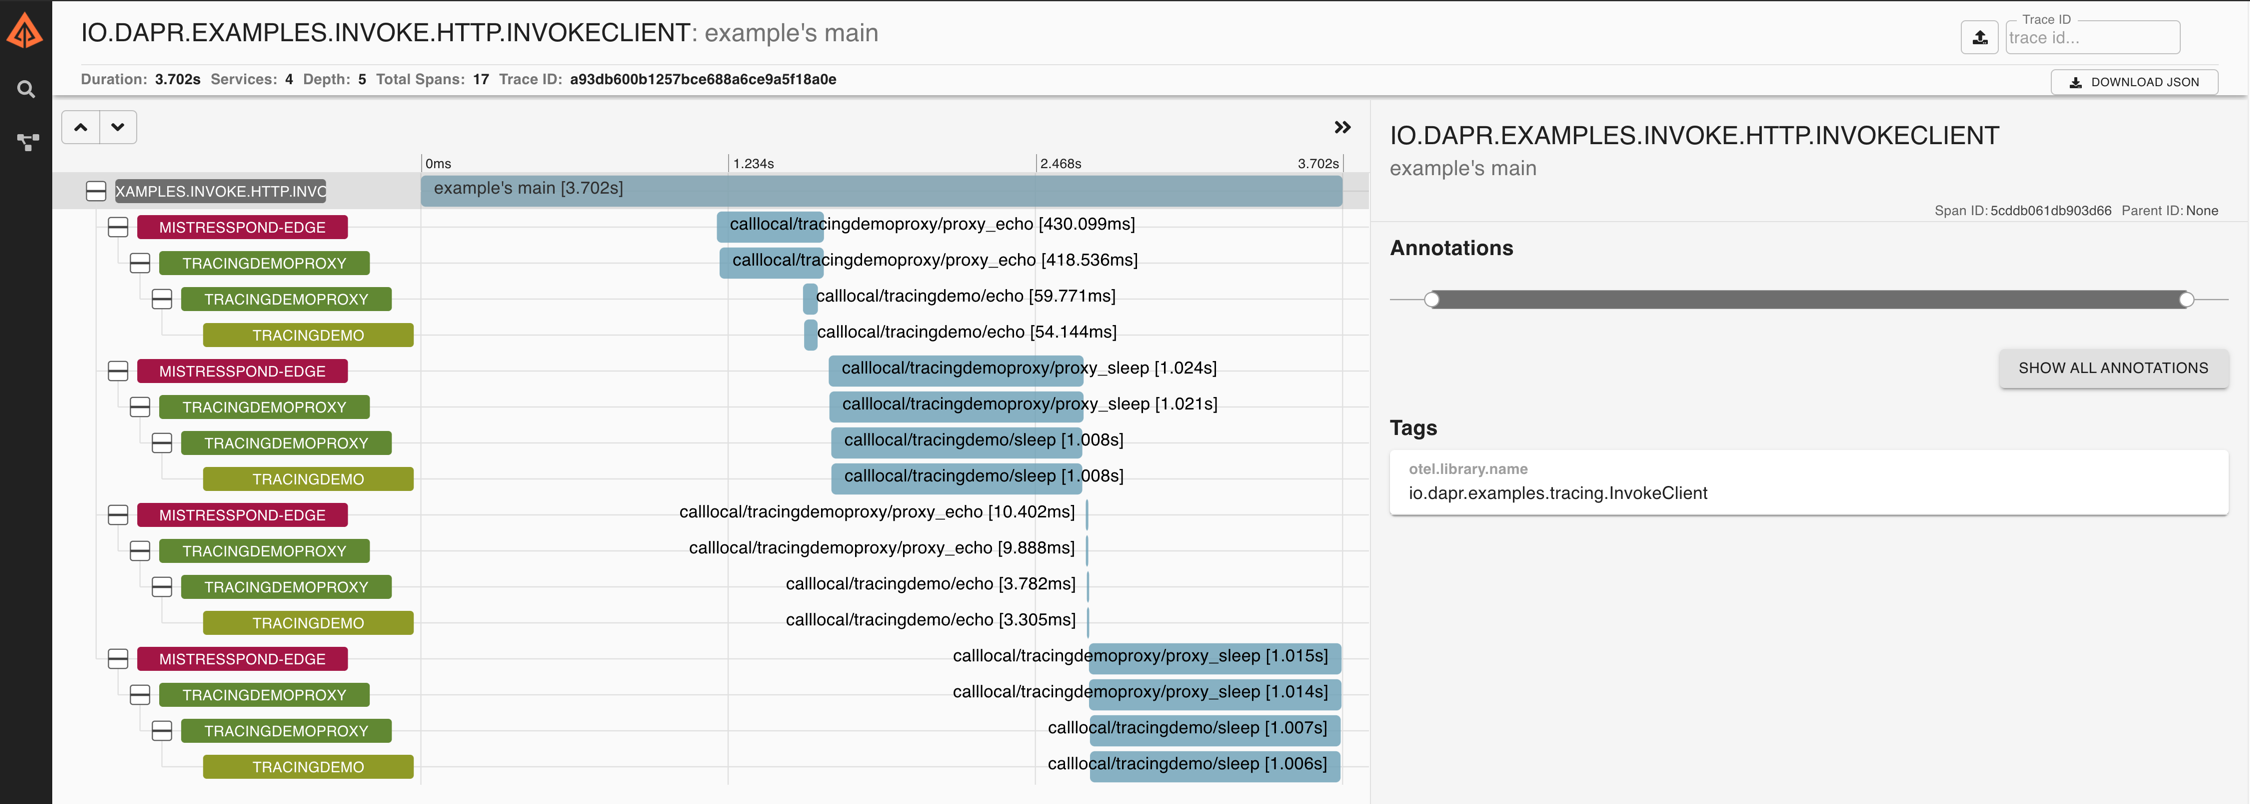 IO.DAPR.EXAMPLES.INVOKE.HTTP.INVOKECLIENT: example's main
Trace ID
trace id...
Duration: 3.702s Services: 4 Depth: 5 Total Spans: 17 Trace ID: a93db600b1257bce688a6ce9a5f18a0e
DOWNLOAD JSON
0ms 1.234s 2.468s 3.702s
XAMPLES.INVOKE.HTTP.INVO example's main [3.702s]
MISTRESSPOND-EDGE calllocal/tracingdemoproxy/proxy_echo [430.099ms]
TRACINGDEMOPROXY calllocal/tracingdemoproxy/proxy_echo [418.536ms]
TRACINGDEMOPROXY calllocal/tracingdemo/echo [59.771ms]
TRACINGDEMO calllocal/tracingdemo/echo [54.144ms]
MISTRESSPOND-EDGE calllocal/tracingdemoproxy/proxy_sleep [1.024s]
TRACINGDEMOPROXY calllocal/tracingdemoproxy/proxy_sleep [1.021s]
TRACINGDEMOPROXY calllocal/tracingdemo/sleep [1.008s]
TRACINGDEMO calllocal/tracingdemo/sleep [1.008s]
MISTRESSPOND-EDGE calllocal/tracingdemoproxy/proxy_echo [10.402ms]
TRACINGDEMOPROXY calllocal/tracingdemoproxy/proxy_echo [9.888ms]
TRACINGDEMOPROXY calllocal/tracingdemo/echo [3.782ms]
TRACINGDEMO calllocal/tracingdemo/echo [3.305ms]
MISTRESSPOND-EDGE calllocal/tracingdemoproxy/proxy_sleep [1.015s]
TRACINGDEMOPROXY calllocal/tracingdemoproxy/proxy_sleep [1.014s]
TRACINGDEMOPROXY calllocal/tracingdemo/sleep [1.007s]
TRACINGDEMO calllocal/tracingdemo/sleep [1.006s]
IO.DAPR.EXAMPLES.INVOKE.HTTP.INVOKECLIENT
example's main
Span ID: 5cddb061db903d66 Parent ID: None
Annotations
SHOW ALL ANNOTATIONS
Tags
otel.library.name
io.dapr.examples.tracing.InvokeClient